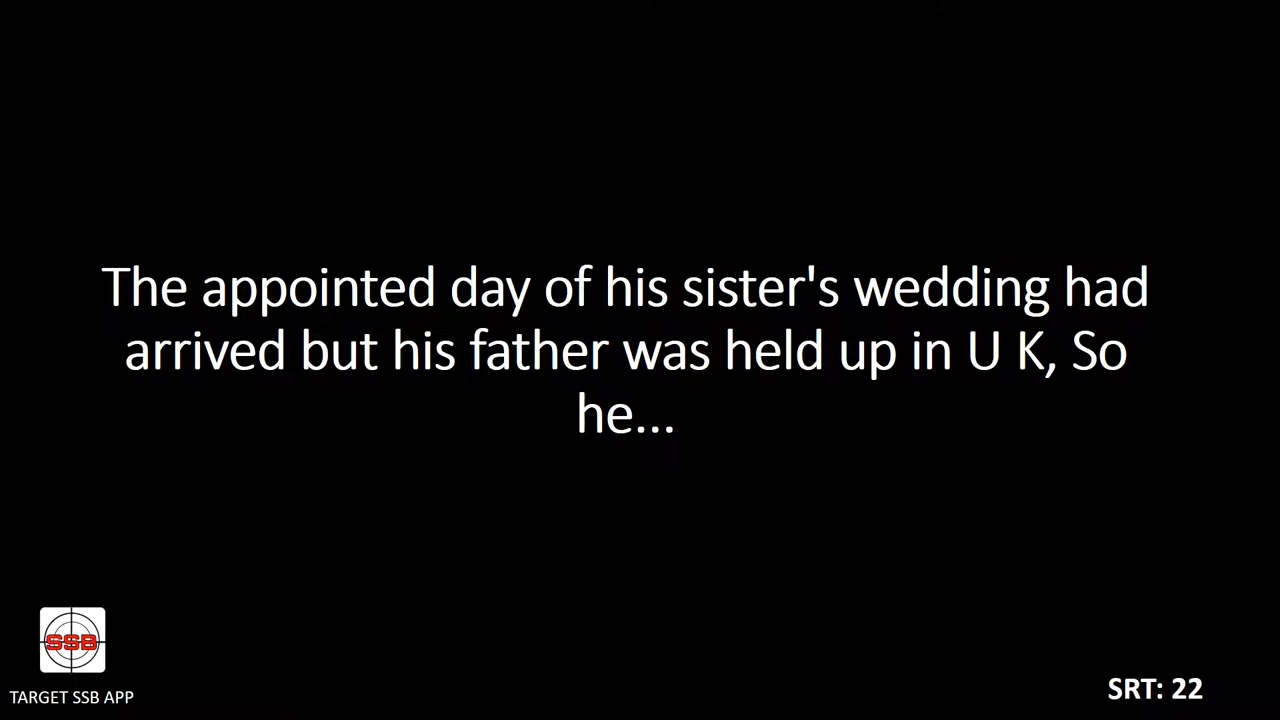 The appointed day of his sister's wedding had
arrived but his father was held up in U K, So
he...
SSB
TARGET SSB APP
SRT: 22